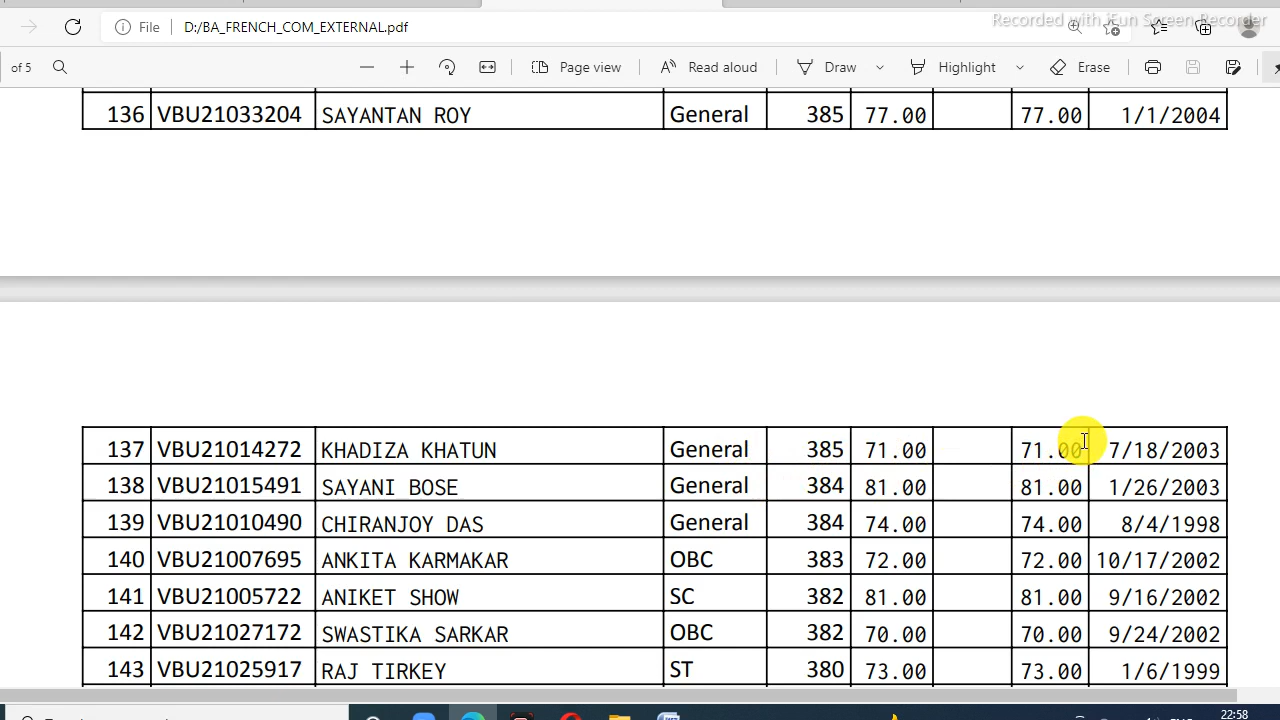 Recorded with iFun Screen Recorder
File D:/BA_FRENCH_COM_EXTERNAL.pdf
of 5 Page view Read aloud Draw Highlight Erase
136 VBU21033204 SAYANTAN ROY General 385 77.00 77.00 1/1/2004
137 VBU21014272 KHADIZA KHATUN General 385 71.00 71.00 7/18/2003
138 VBU21015491 SAYANI BOSE General 384 81.00 81.00 1/26/2003
139 VBU21010490 CHIRANJOY DAS General 384 74.00 74.00 8/4/1998
140 VBU21007695 ANKITA KARMAKAR OBC 383 72.00 72.00 10/17/2002
141 VBU21005722 ANIKET SHOW SC 382 81.00 81.00 9/16/2002
142 VBU21027172 SWASTIKA SARKAR OBC 382 70.00 70.00 9/24/2002
143 VBU21025917 RAJ TIRKEY ST 380 73.00 73.00 1/6/1999
22:58